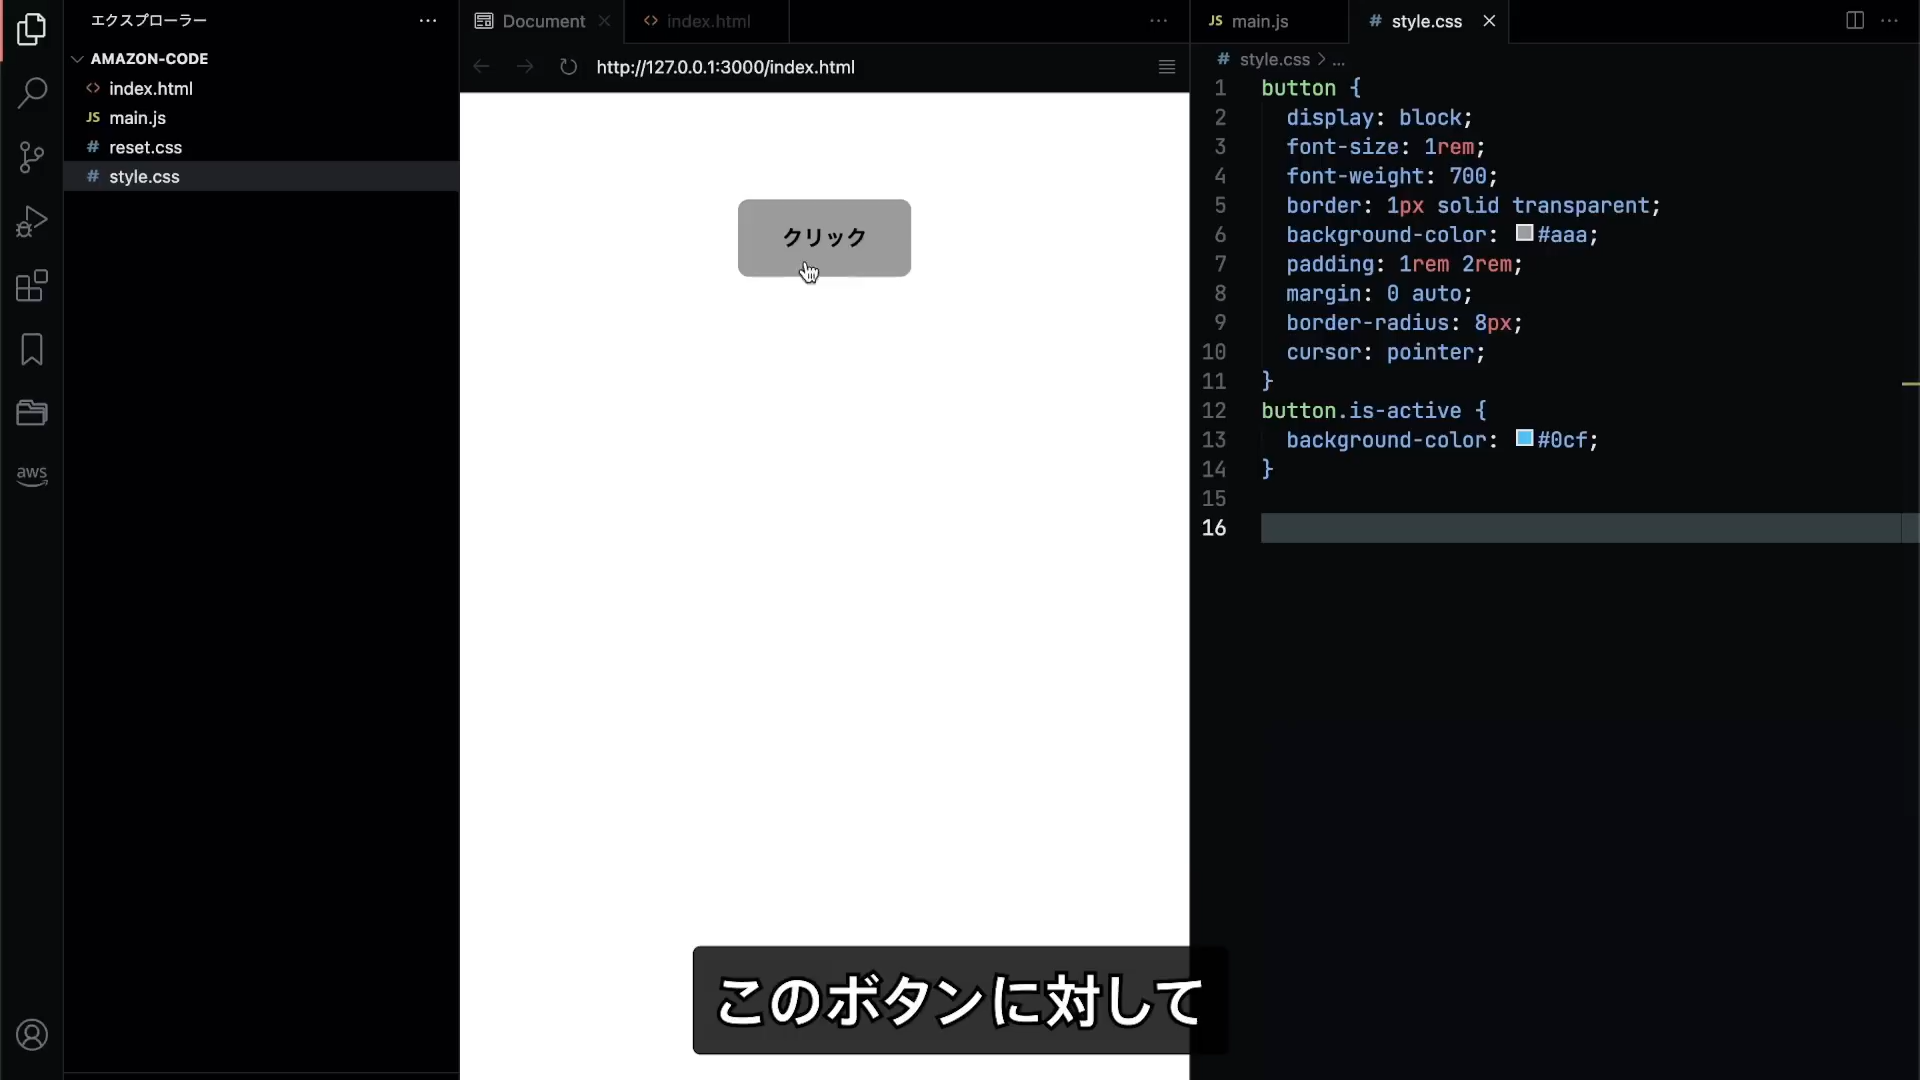 エクスプローラー
AMAZON-CODE
index.html
JS main.js
# reset.css
# style.css
aws
Document
index.html
http://127.0.0.1:3000/index.html
クリック
JS main.js
# style.css
# style.css > ...
1 button {
2 display: block;
3 font-size: 1rem;
4 font-weight: 700;
5 border: 1px solid transparent;
6 background-color: #aaa;
7 padding: 1rem 2rem;
8 margin: 0 auto;
9 border-radius: 8px;
10 cursor: pointer;
11 }
12 button.is-active {
13 background-color: #0cf;
14 }
15
16
このボタンに対して